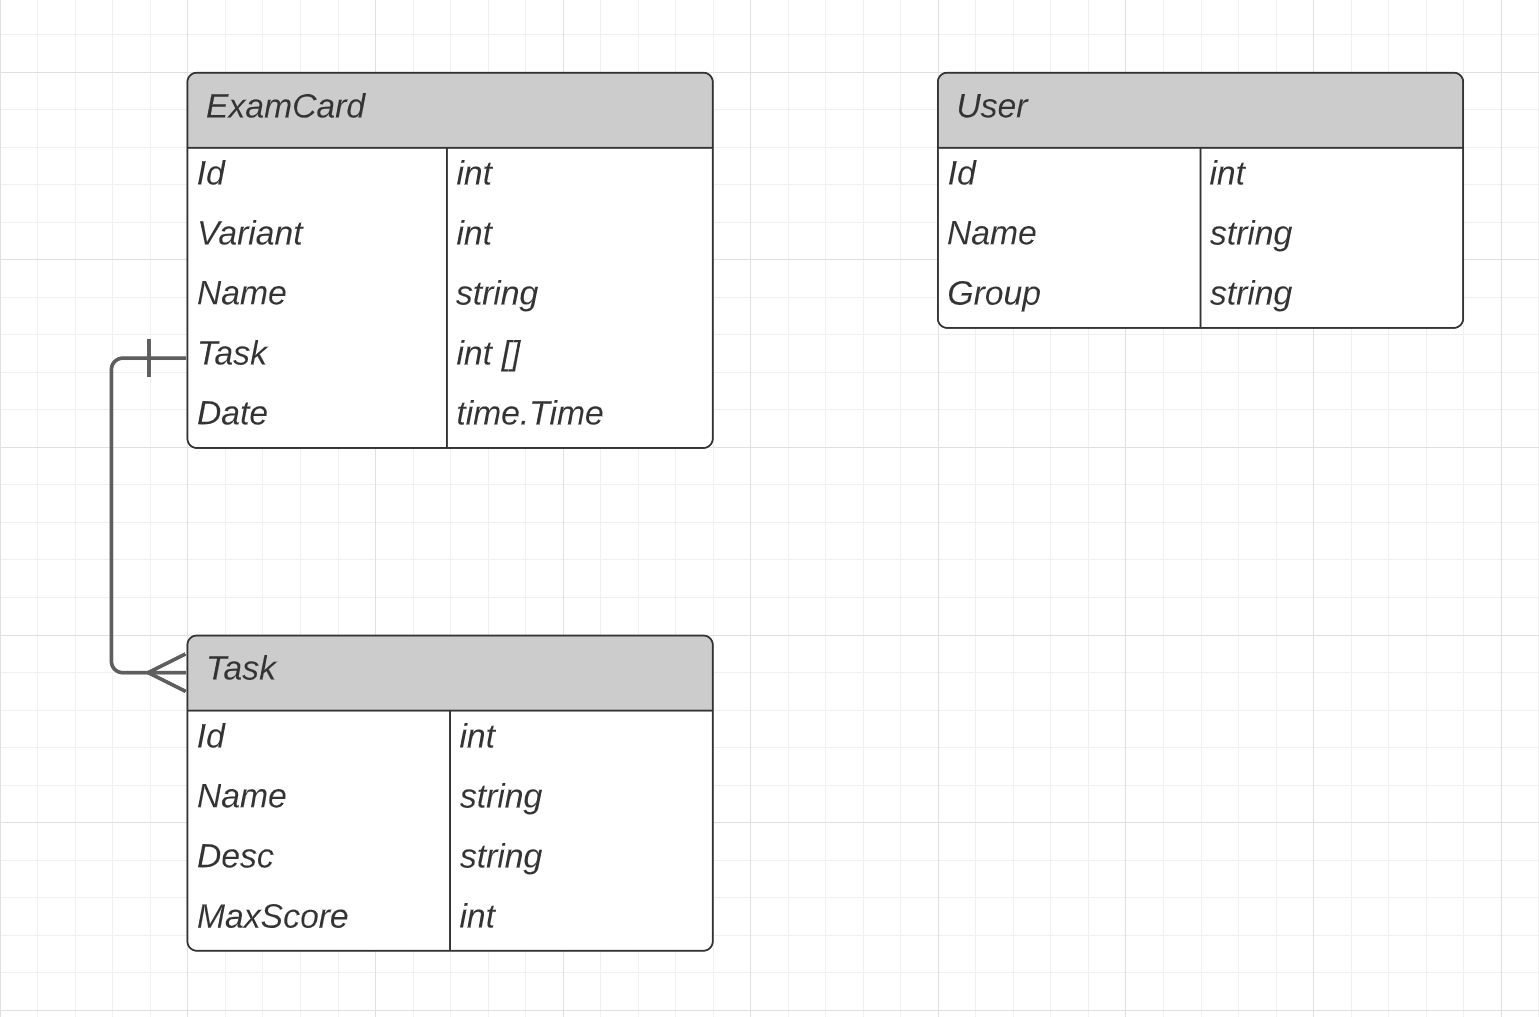 ExamCard
Id int
Variant int
Name string
Task int []
Date time.Time
User
Id int
Name string
Group string
Task
Id int
Name string
Desc string
MaxScore int